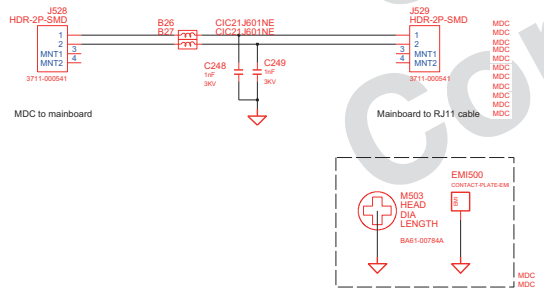 J528
HDR-2P-SMD
1
2
MNT1
MNT2
3
4
3711-000541
MDC to mainboard
B26 CIC21J601NE
B27 CIC21J601NE
C248
1nF
3KV
C249
1nF
3KV
J529
HDR-2P-SMD
1
2
3
4
MNT1
MNT2
3711-000541
Mainboard to RJ11 cable
MDC
MDC
MDC
MDC
MDC
MDC
MDC
MDC
MDC
MDC
MDC
M503
HEAD
DIA
LENGTH
BA61-00784A
EMI500
CONTACT-PLATE-EMI
EMI
MDC
MDC